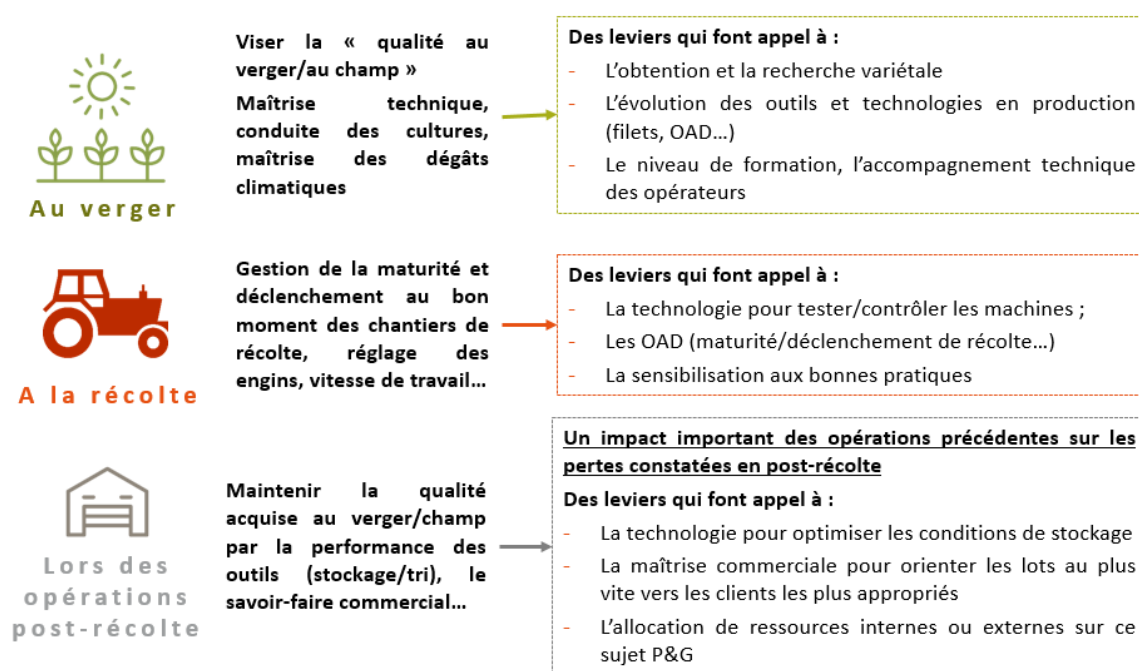 Au verger
Viser la « qualité au
verger/au champ »
Maîtrise technique,
conduite des cultures,
maîtrise des dégâts
climatiques
Des leviers qui font appel à :
- L’obtention et la recherche variétale
- L’évolution des outils et technologies en production
(filets, OAD…)
- Le niveau de formation, l’accompagnement technique
des opérateurs
A la récolte
Gestion de la maturité et
déclenchement au bon
moment des chantiers de
récolte, réglage des
engins, vitesse de travail…
Des leviers qui font appel à :
- La technologie pour tester/contrôler les machines ;
- Les OAD (maturité/déclenchement de récolte…)
- La sensibilisation aux bonnes pratiques
Lors des
opérations
post-récolte
Maintenir la qualité
acquise au verger/champ
par la performance des
outils (stockage/tri), le
savoir-faire commercial…
Un impact important des opérations précédentes sur les
pertes constatées en post-récolte
Des leviers qui font appel à :
- La technologie pour optimiser les conditions de stockage
- La maîtrise commerciale pour orienter les lots au plus
vite vers les clients les plus appropriés
- L’allocation de ressources internes ou externes sur ce
sujet P&G